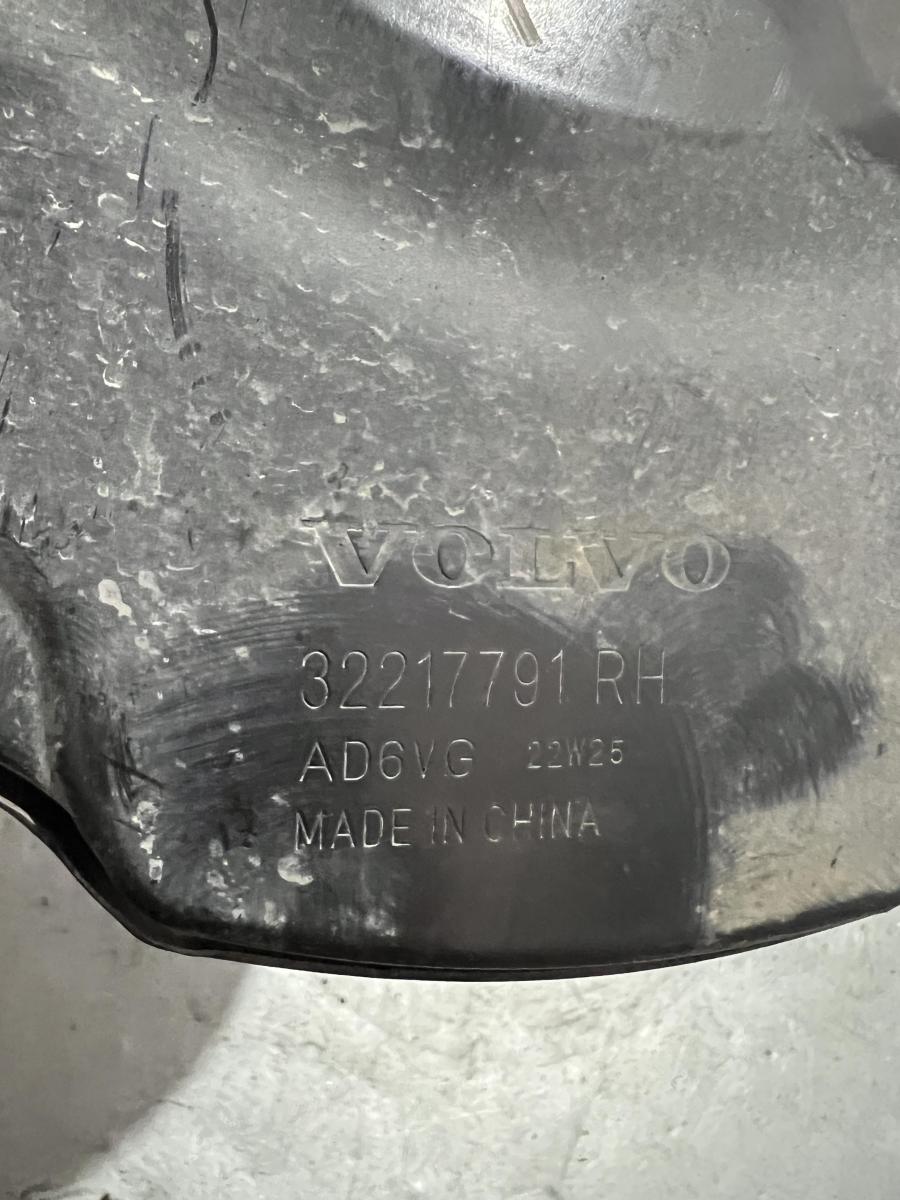 VOLVO
32217791 RH
AD6VG 22W25
MADE IN CHINA